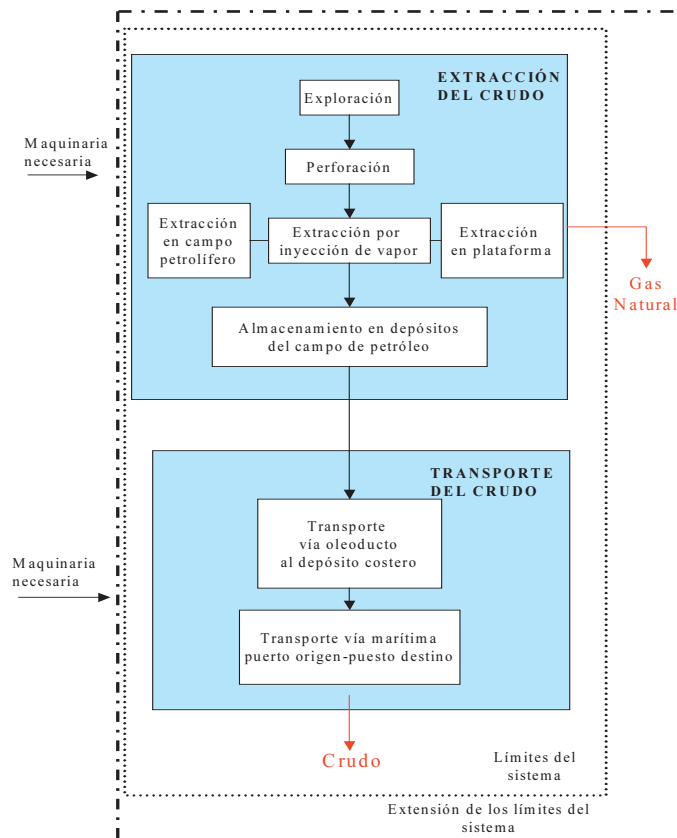 EXTRACCIÓN
DEL CRUDO
Exploración
Maquinaria
necesaria
Perforación
Extracción
en campo
petrolífero
Extracción por
inyección de vapor
Extracción
en plataforma
Gas
Natural
Almacenamiento en depósitos
del campo de petróleo
TRANSPORTE
DEL CRUDO
Transporte
vía oleoducto
al depósito costero
Maquinaria
necesaria
Transporte vía marítima
puerto origen-puesto destino
Crudo
Límites del
sistema
Extensión de los límites del
sistema